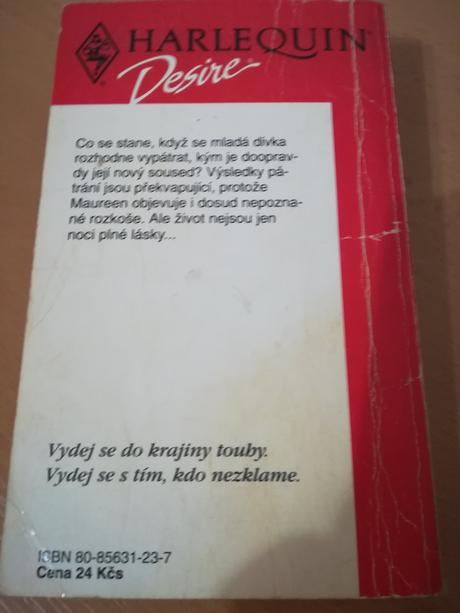 HARLEQUIN®
Desire®
Co se stane, když se mladá dívka
rozhodne vypátrat, kým je dooprav-
dy její nový soused? Výsledky pá-
trání jsou překvapující, protože
Maureen objevuje i dosud nepozna-
né rozkoše. Ale život nejsou jen
noci plné lásky...
Vydej se do krajiny touby.
Vydej se s tím, kdo nezklame.
ISBN 80-85631-23-7
Cena 24 Kčs